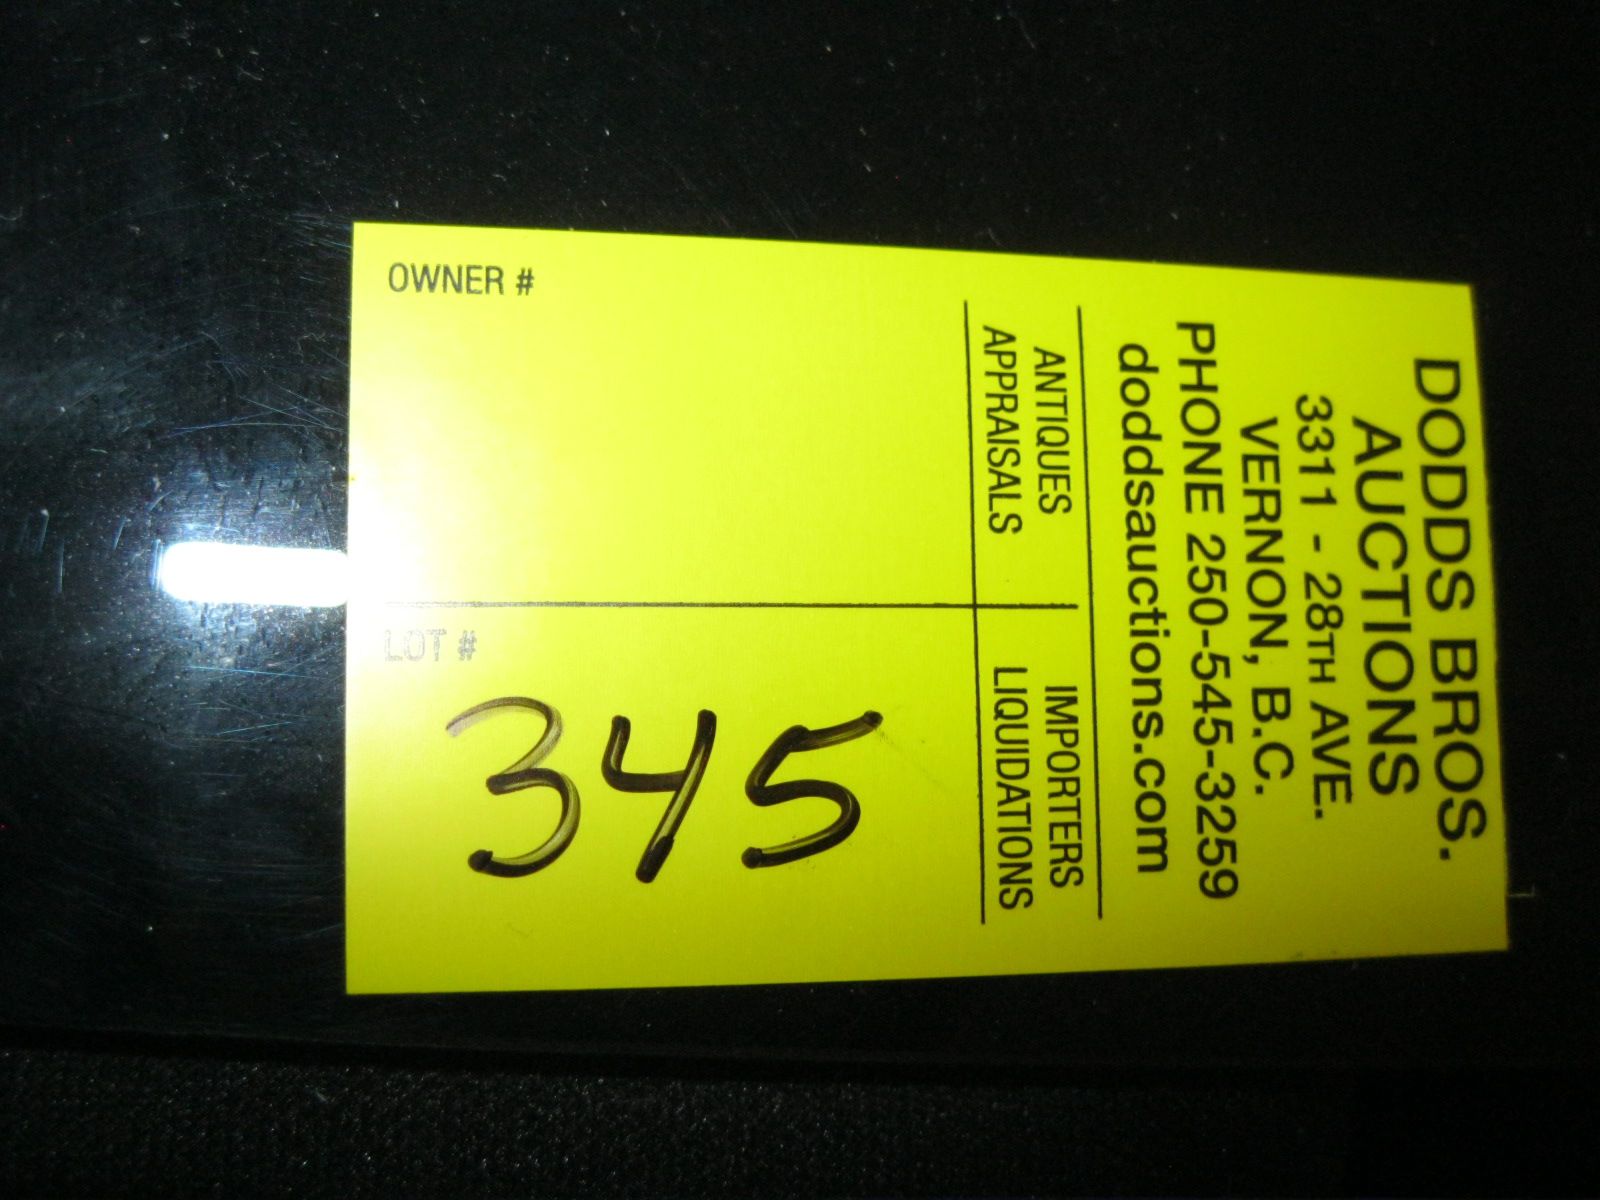 DODDS BROS.
AUCTIONS
3311 - 28TH AVE.
VERNON, B.C.
PHONE 250-545-3259
doddsauctions.com
ANTIQUES IMPORTERS
APPRAISALS LIQUIDATIONS
OWNER #
LOT #
345